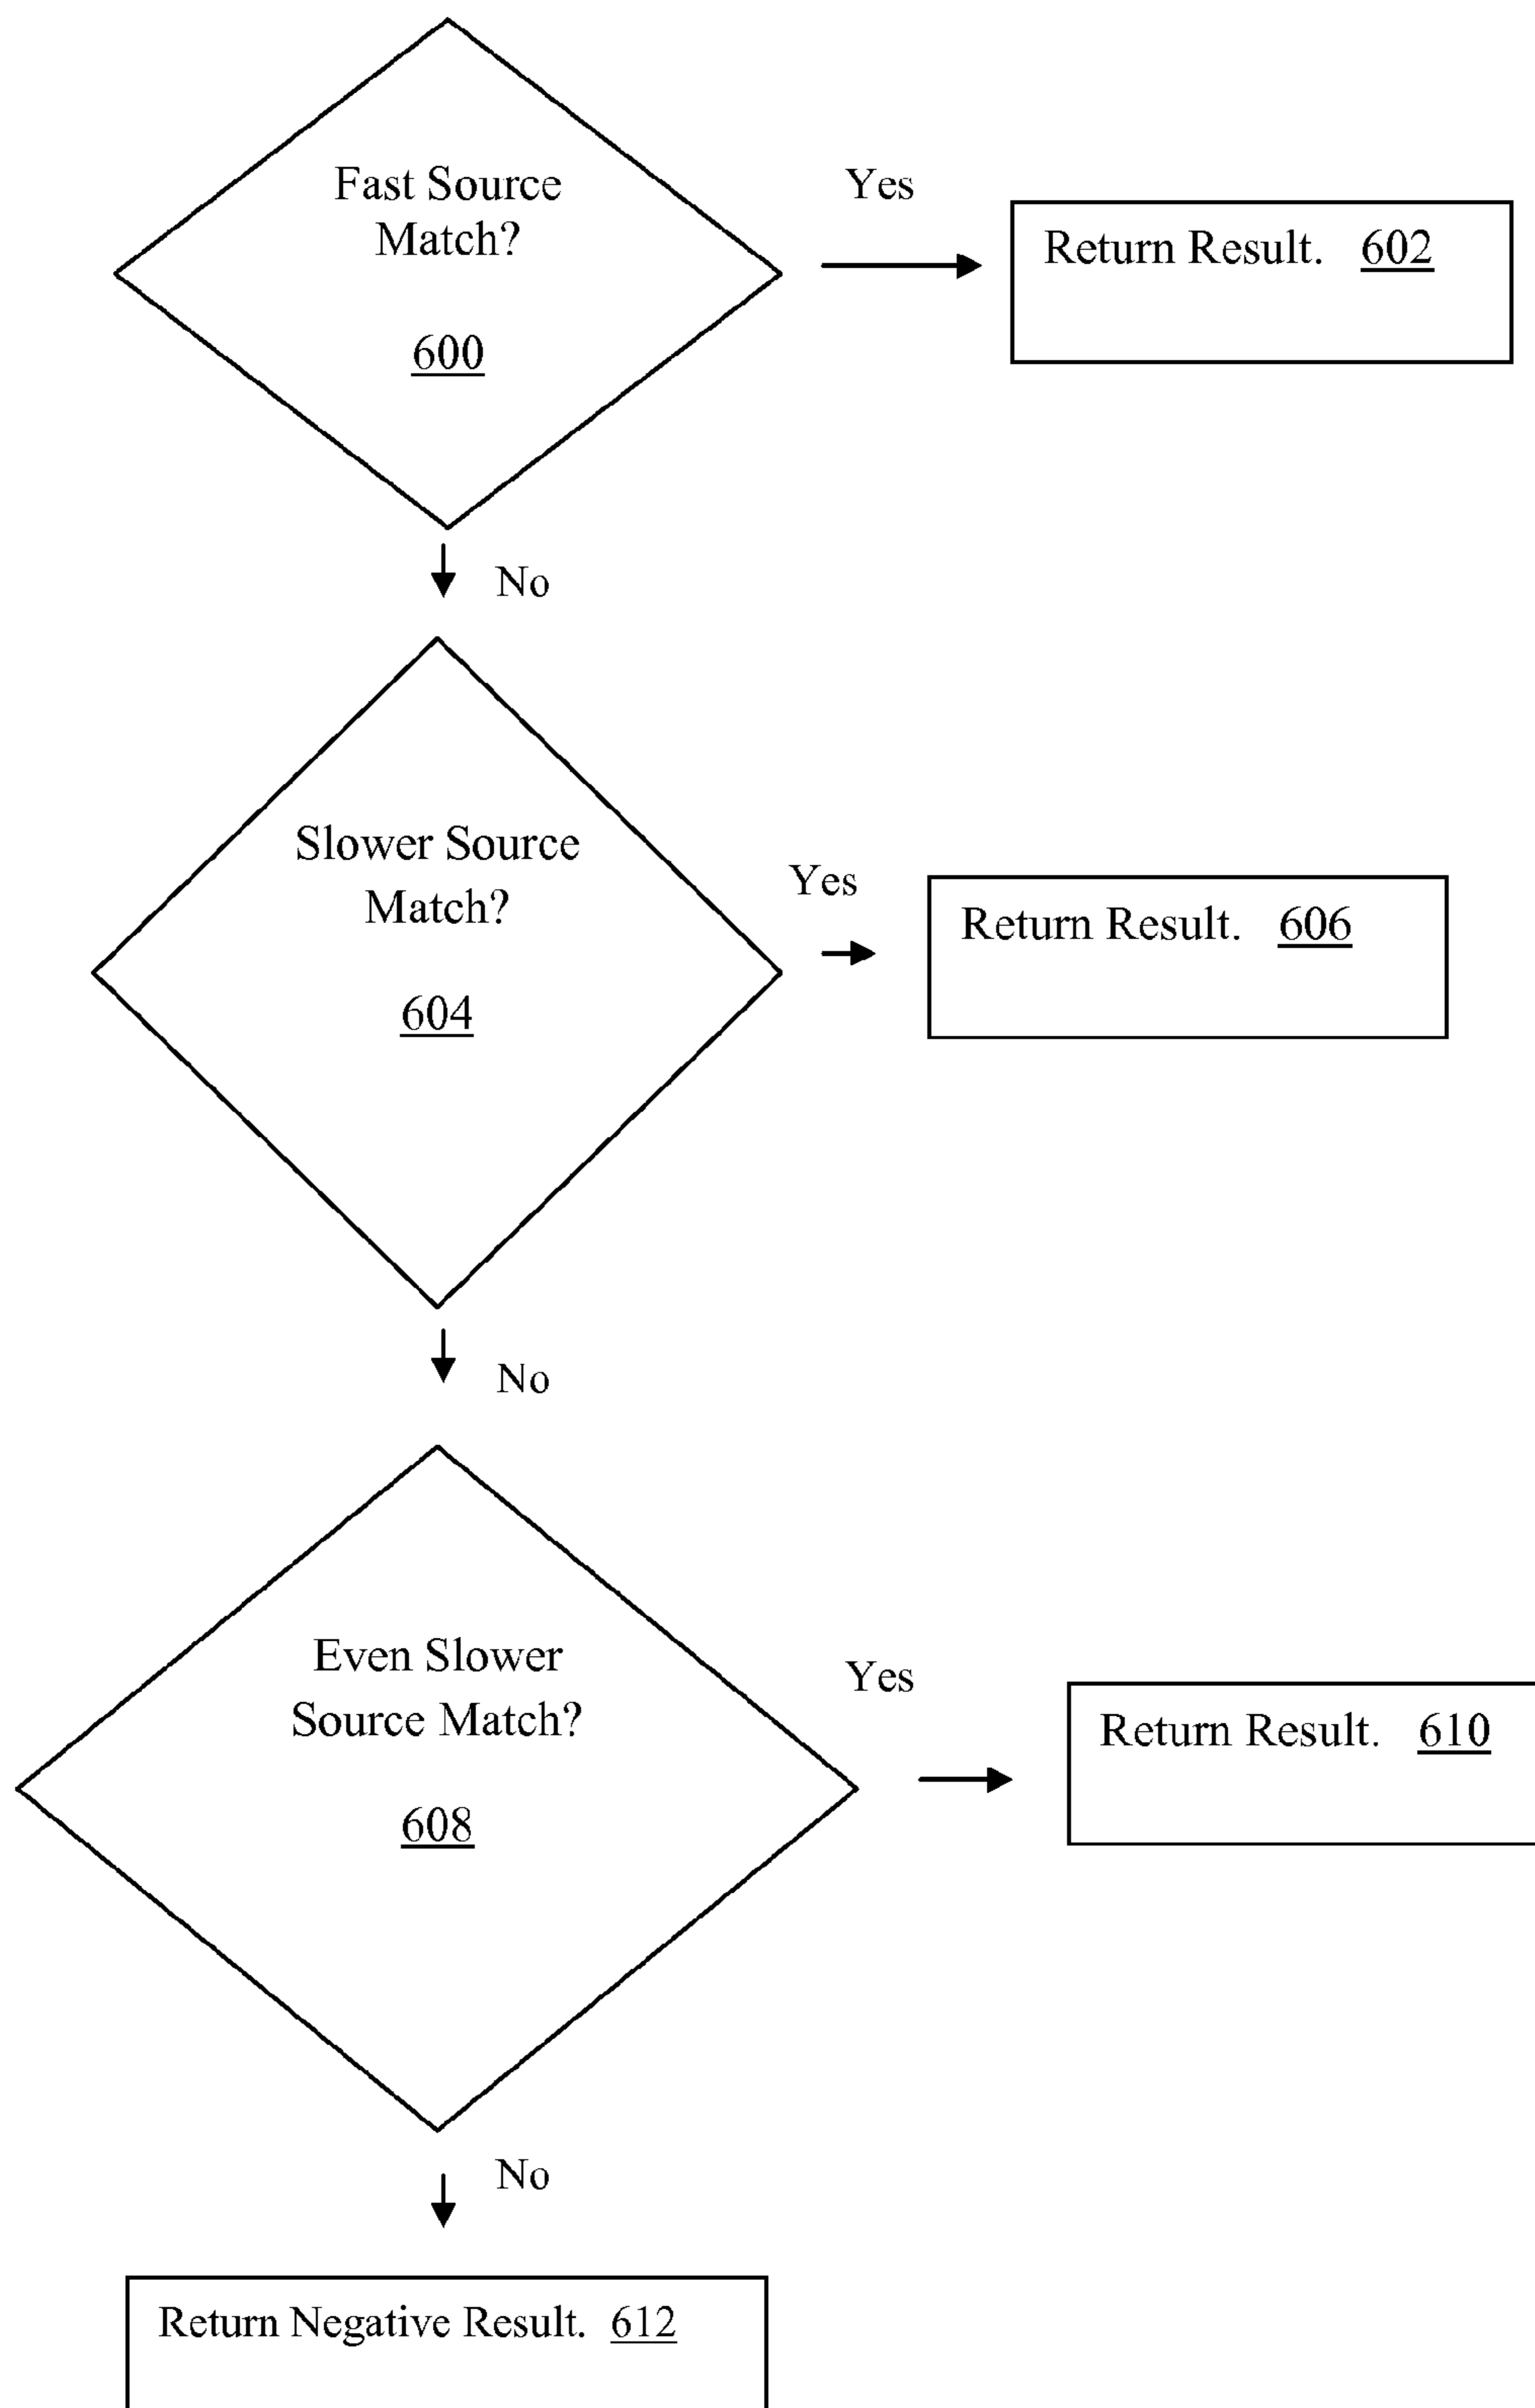 Fast Source
Match?
600
Yes
Return Result. 602
No
Slower Source
Match?
604
Yes
Return Result. 606
No
Even Slower
Source Match?
608
Yes
Return Result. 610
No
Return Negative Result. 612